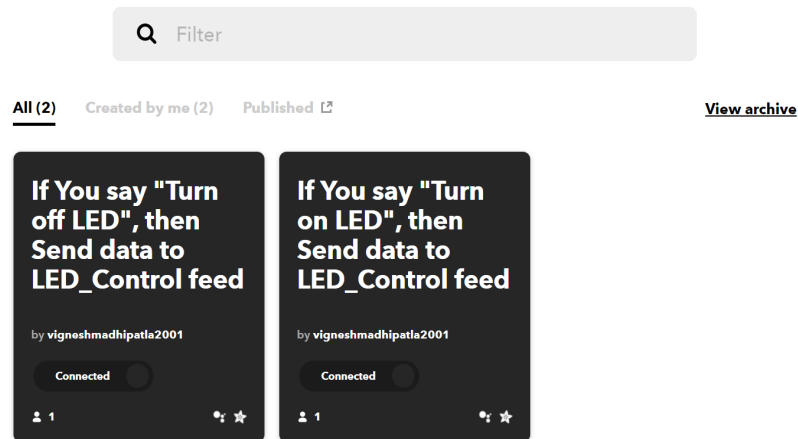 Filter
All (2) Created by me (2) Published View archive
If You say "Turn
off LED", then
Send data to
LED_Control feed
by vigneshmadhipatla2001
Connected
1
If You say "Turn
on LED", then
Send data to
LED_Control feed
by vigneshmadhipatla2001
Connected
1